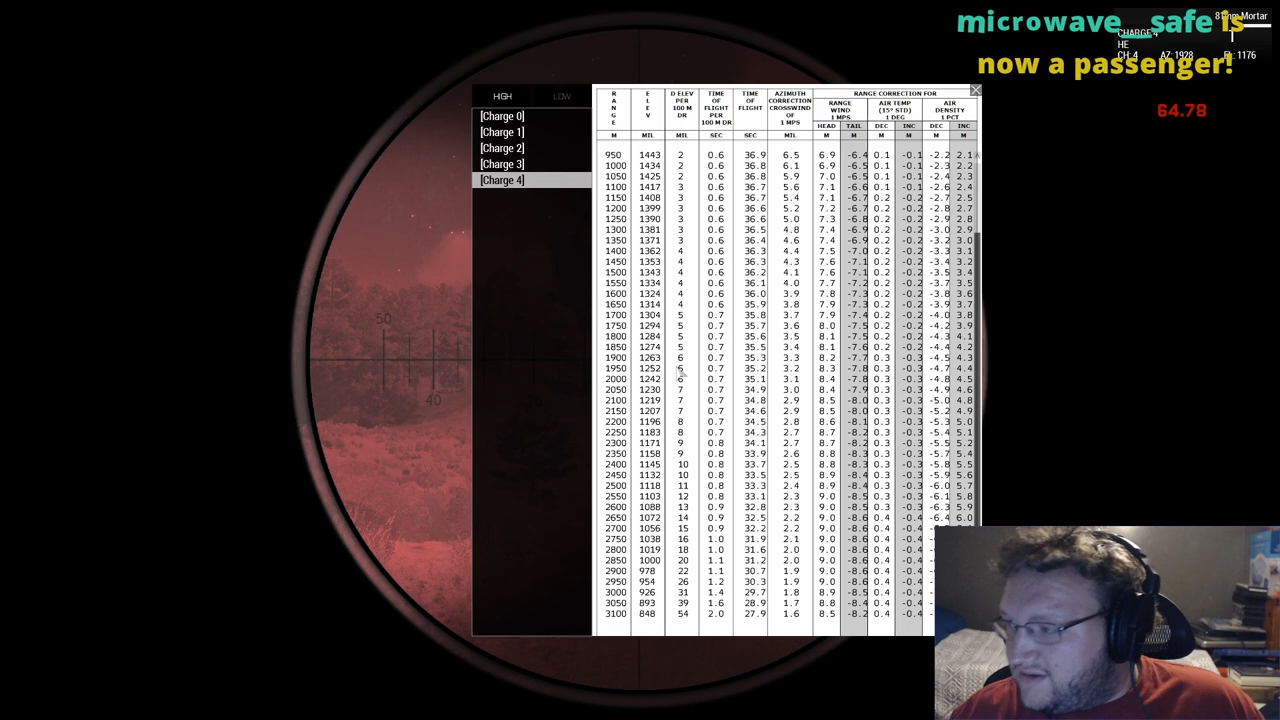 microwave__safe is
now a passenger!
81mm Mortar
CHARGE 4
HE
CH: 4 AZ: 1928 EL: 1176
64.78
HIGH LOW
[Charge 0]
[Charge 1]
[Charge 2]
[Charge 3]
[Charge 4]
50
40
RANGE ELEV D ELEV PER 100 M DR TIME OF FLIGHT PER 100 M DR TIME OF FLIGHT AZIMUTH CORRECTION CROSSWIND OF 1 MPS RANGE CORRECTION FOR
RANGE WIND 1 MPS AIR TEMP (15° STD) 1 DEG AIR DENSITY 1 PCT
HEAD TAIL DEC INC DEC INC
M MIL MIL SEC SEC MIL M M M M M M
950 1443 2 0.6 36.9 6.5 6.9 -6.4 0.1 -0.1 -2.2 2.1
1000 1434 2 0.6 36.8 6.1 6.9 -6.5 0.1 -0.1 -2.3 2.2
1050 1425 2 0.6 36.8 5.9 7.0 -6.5 0.1 -0.1 -2.4 2.3
1100 1417 3 0.6 36.7 5.6 7.1 -6.6 0.1 -0.2 -2.6 2.4
1150 1408 3 0.6 36.7 5.4 7.1 -6.7 0.2 -0.2 -2.7 2.5
1200 1399 3 0.6 36.6 5.2 7.2 -6.7 0.2 -0.2 -2.8 2.7
1250 1390 3 0.6 36.6 5.0 7.3 -6.8 0.2 -0.2 -2.9 2.8
1300 1381 3 0.6 36.5 4.8 7.4 -6.9 0.2 -0.2 -3.0 2.9
1350 1371 3 0.6 36.4 4.6 7.4 -6.9 0.2 -0.2 -3.2 3.0
1400 1362 4 0.6 36.3 4.4 7.5 -7.0 0.2 -0.2 -3.3 3.1
1450 1353 4 0.6 36.3 4.3 7.6 -7.1 0.2 -0.2 -3.4 3.2
1500 1343 4 0.6 36.2 4.1 7.6 -7.1 0.2 -0.2 -3.5 3.4
1550 1334 4 0.6 36.1 4.0 7.7 -7.2 0.2 -0.2 -3.7 3.5
1600 1324 4 0.6 36.0 3.9 7.8 -7.3 0.2 -0.2 -3.8 3.6
1650 1314 4 0.6 35.9 3.8 7.9 -7.3 0.2 -0.2 -3.9 3.7
1700 1304 5 0.7 35.8 3.7 7.9 -7.4 0.2 -0.2 -4.0 3.8
1750 1294 5 0.7 35.7 3.6 8.0 -7.5 0.2 -0.2 -4.2 3.9
1800 1284 5 0.7 35.6 3.5 8.1 -7.5 0.2 -0.2 -4.3 4.1
1850 1274 5 0.7 35.5 3.4 8.1 -7.6 0.2 -0.2 -4.4 4.2
1900 1263 6 0.7 35.3 3.3 8.2 -7.7 0.2 -0.3 -4.5 4.3
1950 1252 6 0.7 35.2 3.2 8.3 -7.8 0.3 -0.3 -4.7 4.4
2000 1242 6 0.7 35.1 3.1 8.4 -7.8 0.3 -0.3 -4.8 4.5
2050 1230 7 0.7 34.9 3.0 8.4 -7.9 0.3 -0.3 -4.9 4.6
2100 1219 7 0.7 34.8 2.9 8.5 -8.0 0.3 -0.3 -5.0 4.8
2150 1207 7 0.7 34.6 2.9 8.5 -8.0 0.3 -0.3 -5.2 4.9
2200 1196 8 0.7 34.5 2.8 8.6 -8.1 0.3 -0.3 -5.3 5.0
2250 1183 8 0.7 34.3 2.7 8.7 -8.2 0.3 -0.3 -5.4 5.1
2300 1171 9 0.8 34.1 2.7 8.7 -8.2 0.3 -0.3 -5.5 5.2
2350 1158 9 0.8 33.9 2.6 8.8 -8.3 0.3 -0.3 -5.7 5.4
2400 1145 10 0.8 33.7 2.5 8.8 -8.3 0.3 -0.3 -5.8 5.5
2450 1132 10 0.8 33.5 2.5 8.9 -8.4 0.3 -0.3 -5.9 5.6
2500 1118 11 0.8 33.3 2.4 8.9 -8.4 0.3 -0.3 -6.0 5.7
2550 1103 12 0.8 33.1 2.3 9.0 -8.5 0.3 -0.3 -6.1 5.8
2600 1088 13 0.9 32.8 2.3 9.0 -8.5 0.3 -0.3 -6.3 5.9
2650 1072 14 0.9 32.5 2.2 9.0 -8.6 0.4 -0.4 -6.4 6.0
2700 1056 15 0.9 32.2 2.2 9.0 -8.6 0.4 -0.4
2750 1038 16 1.0 31.9 2.1 9.0 -8.6 0.4 -0.4
2800 1019 18 1.0 31.6 2.0 9.0 -8.6 0.4 -0.4
2850 1000 20 1.1 31.2 2.0 9.0 -8.6 0.4 -0.4
2900 978 22 1.1 30.7 1.9 9.0 -8.6 0.4 -0.4
2950 954 26 1.2 30.3 1.9 9.0 -8.6 0.4 -0.4
3000 926 31 1.4 29.7 1.8 8.9 -8.5 0.4 -0.4
3050 893 39 1.6 28.9 1.7 8.8 -8.4 0.4 -0.4
3100 848 54 2.0 27.9 1.6 8.5 -8.2 0.4 -0.4